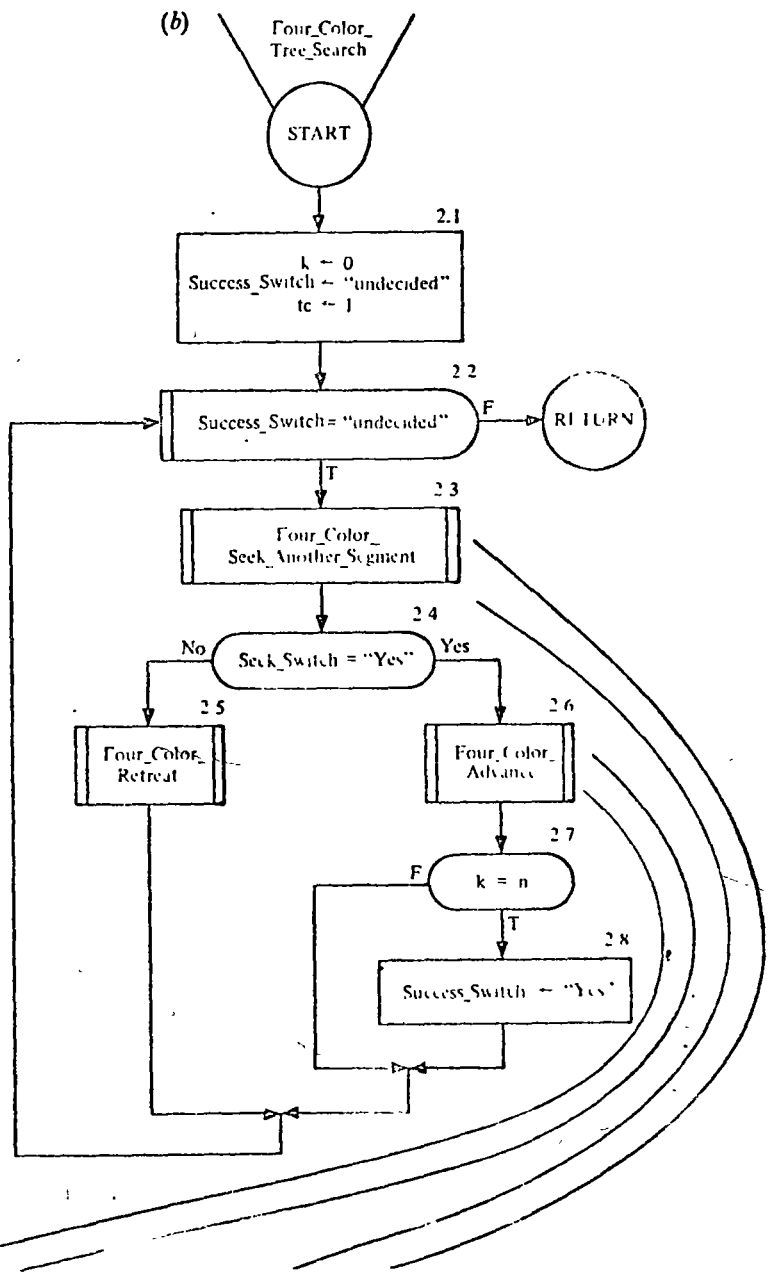 (b)
Four_Color_
Tree_Search
START
2.1
k ← 0
Success_Switch ← "undecided"
tc ← 1
2 2
Success_Switch = "undecided"
F
RETURN
T
2 3
Four_Color_
Seek_Another_Segment
2 4
No
Seek_Switch = "Yes"
Yes
2 5
2 6
Four_Color_
Retreat
Four_Color_
Advance
2 7
F
k = n
T
2 8
Success_Switch ← "Yes"